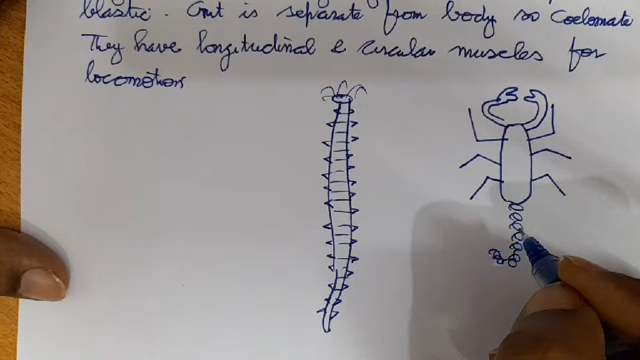 blastic. Gut is separate from body so Coelomate
They have longitudinal & circular muscles for
locomotion